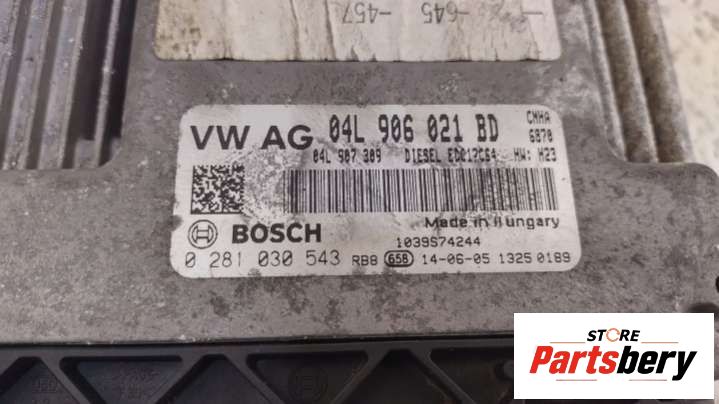 -1
-645
-457
VW AG 04L 906 021 BD CMHA
6870
04L 907 309 DIESEL EDC17C64 HW: H23
Made in Hungary
BOSCH 1039S74244
0 281 030 543 RB8 658 14-06-05 1325 0189
STORE
Partsbery